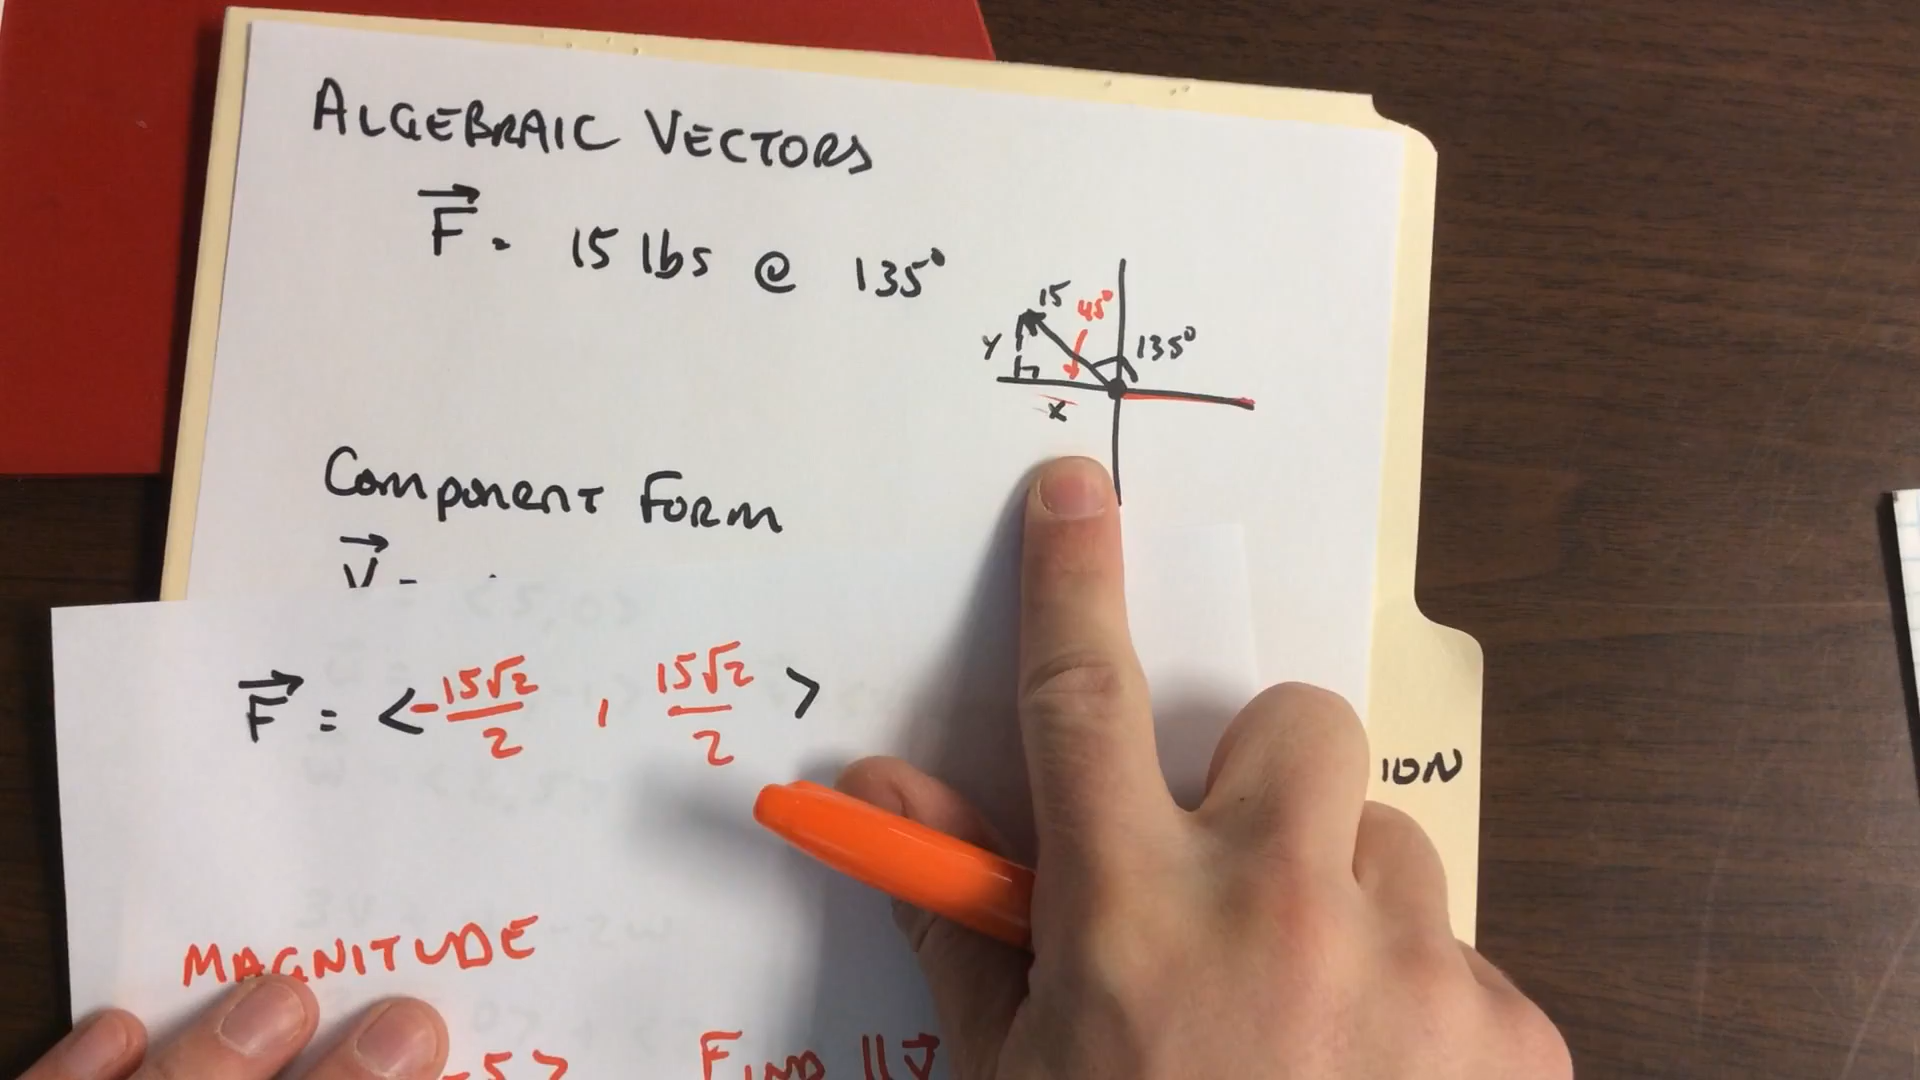 ALGEBRAIC VECTORS
F = 15 lbs @ 135°
15 45°
y 135°
x
Component Form
V =
F = < -15√2/2 , 15√2/2 >
ION
MAGNITUDE
-5> FIND ||V